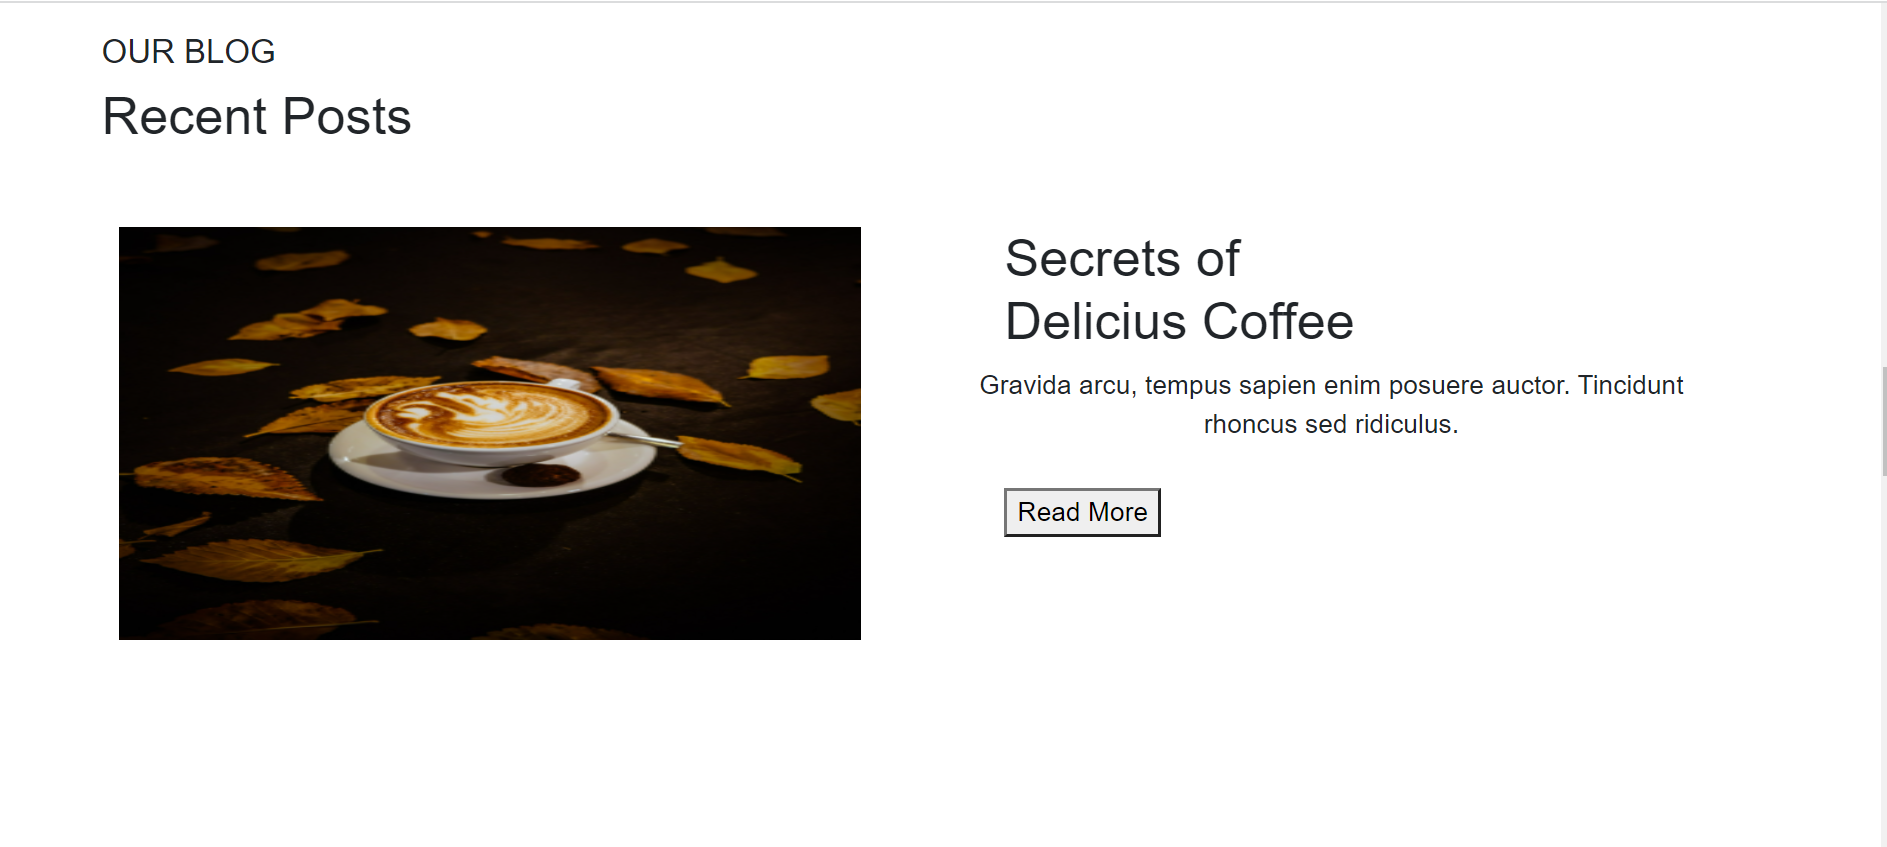 OUR BLOG
Recent Posts
Secrets of
Delicius Coffee
Gravida arcu, tempus sapien enim posuere auctor. Tincidunt
rhoncus sed ridiculus.
Read More